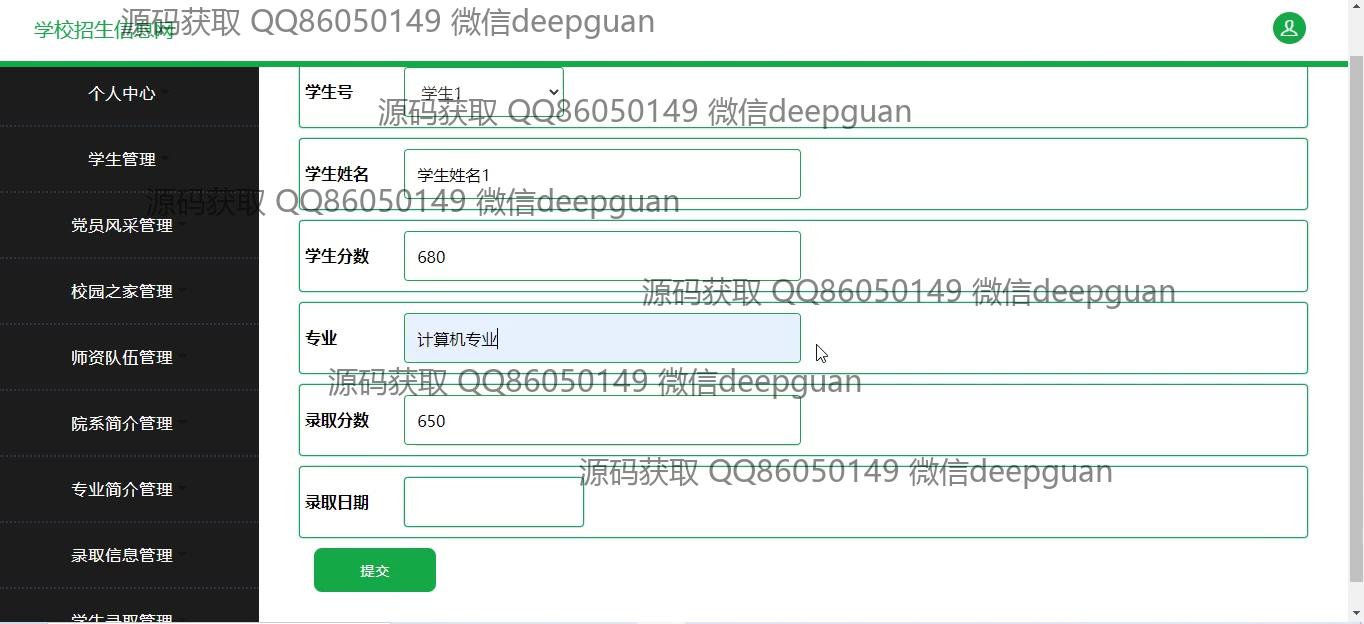 学校招生信息网
源码获取 QQ86050149 微信deepguan
个人中心
学生管理
党员风采管理
校园之家管理
师资队伍管理
院系简介管理
专业简介管理
录取信息管理
学生录取管理
学生号
学生1
源码获取 QQ86050149 微信deepguan
学生姓名
学生姓名1
源码获取 QQ86050149 微信deepguan
学生分数
680
源码获取 QQ86050149 微信deepguan
专业
计算机专业
源码获取 QQ86050149 微信deepguan
录取分数
650
源码获取 QQ86050149 微信deepguan
录取日期
提交